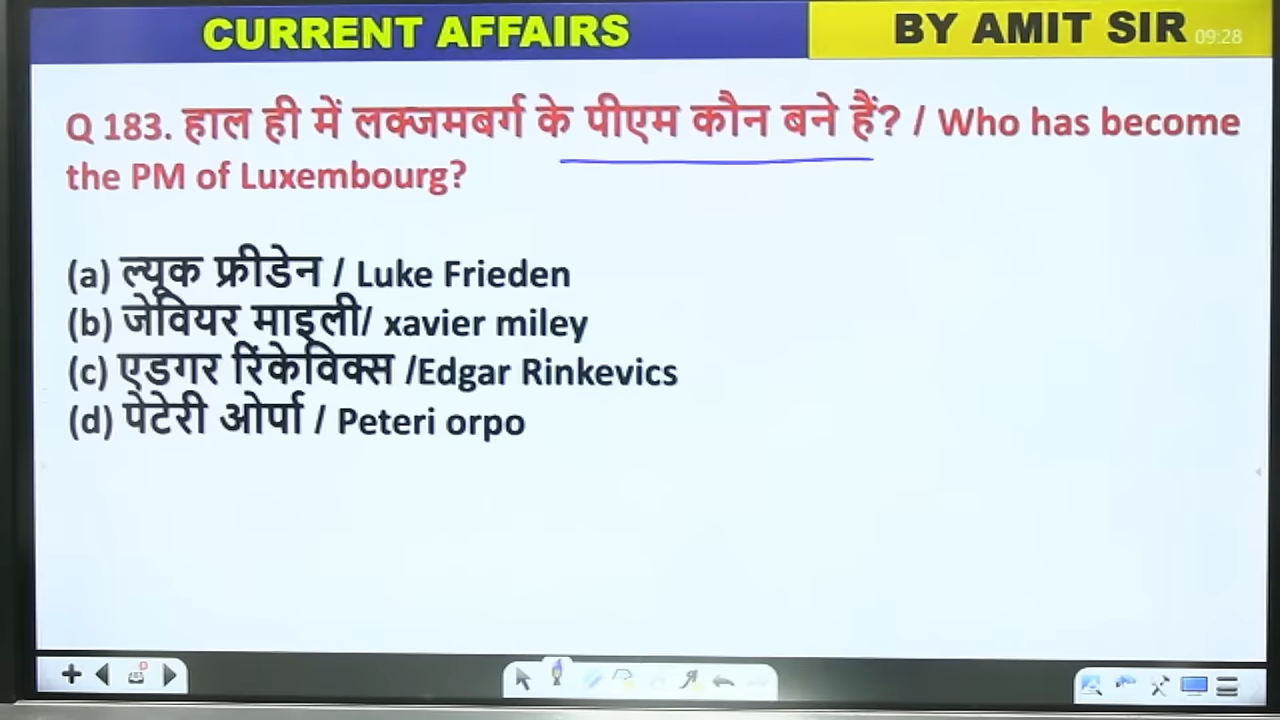 CURRENT AFFAIRS
BY AMIT SIR
09:28
Q 183. हाल ही में लक्जमबर्ग के पीएम कौन बने हैं? / Who has become
the PM of Luxembourg?
(a) ल्यूक फ्रीडेन / Luke Frieden
(b) जेवियर माइली/ xavier miley
(c) एडगर रिंकेविक्स /Edgar Rinkevics
(d) पेटेरी ओर्पा / Peteri orpo